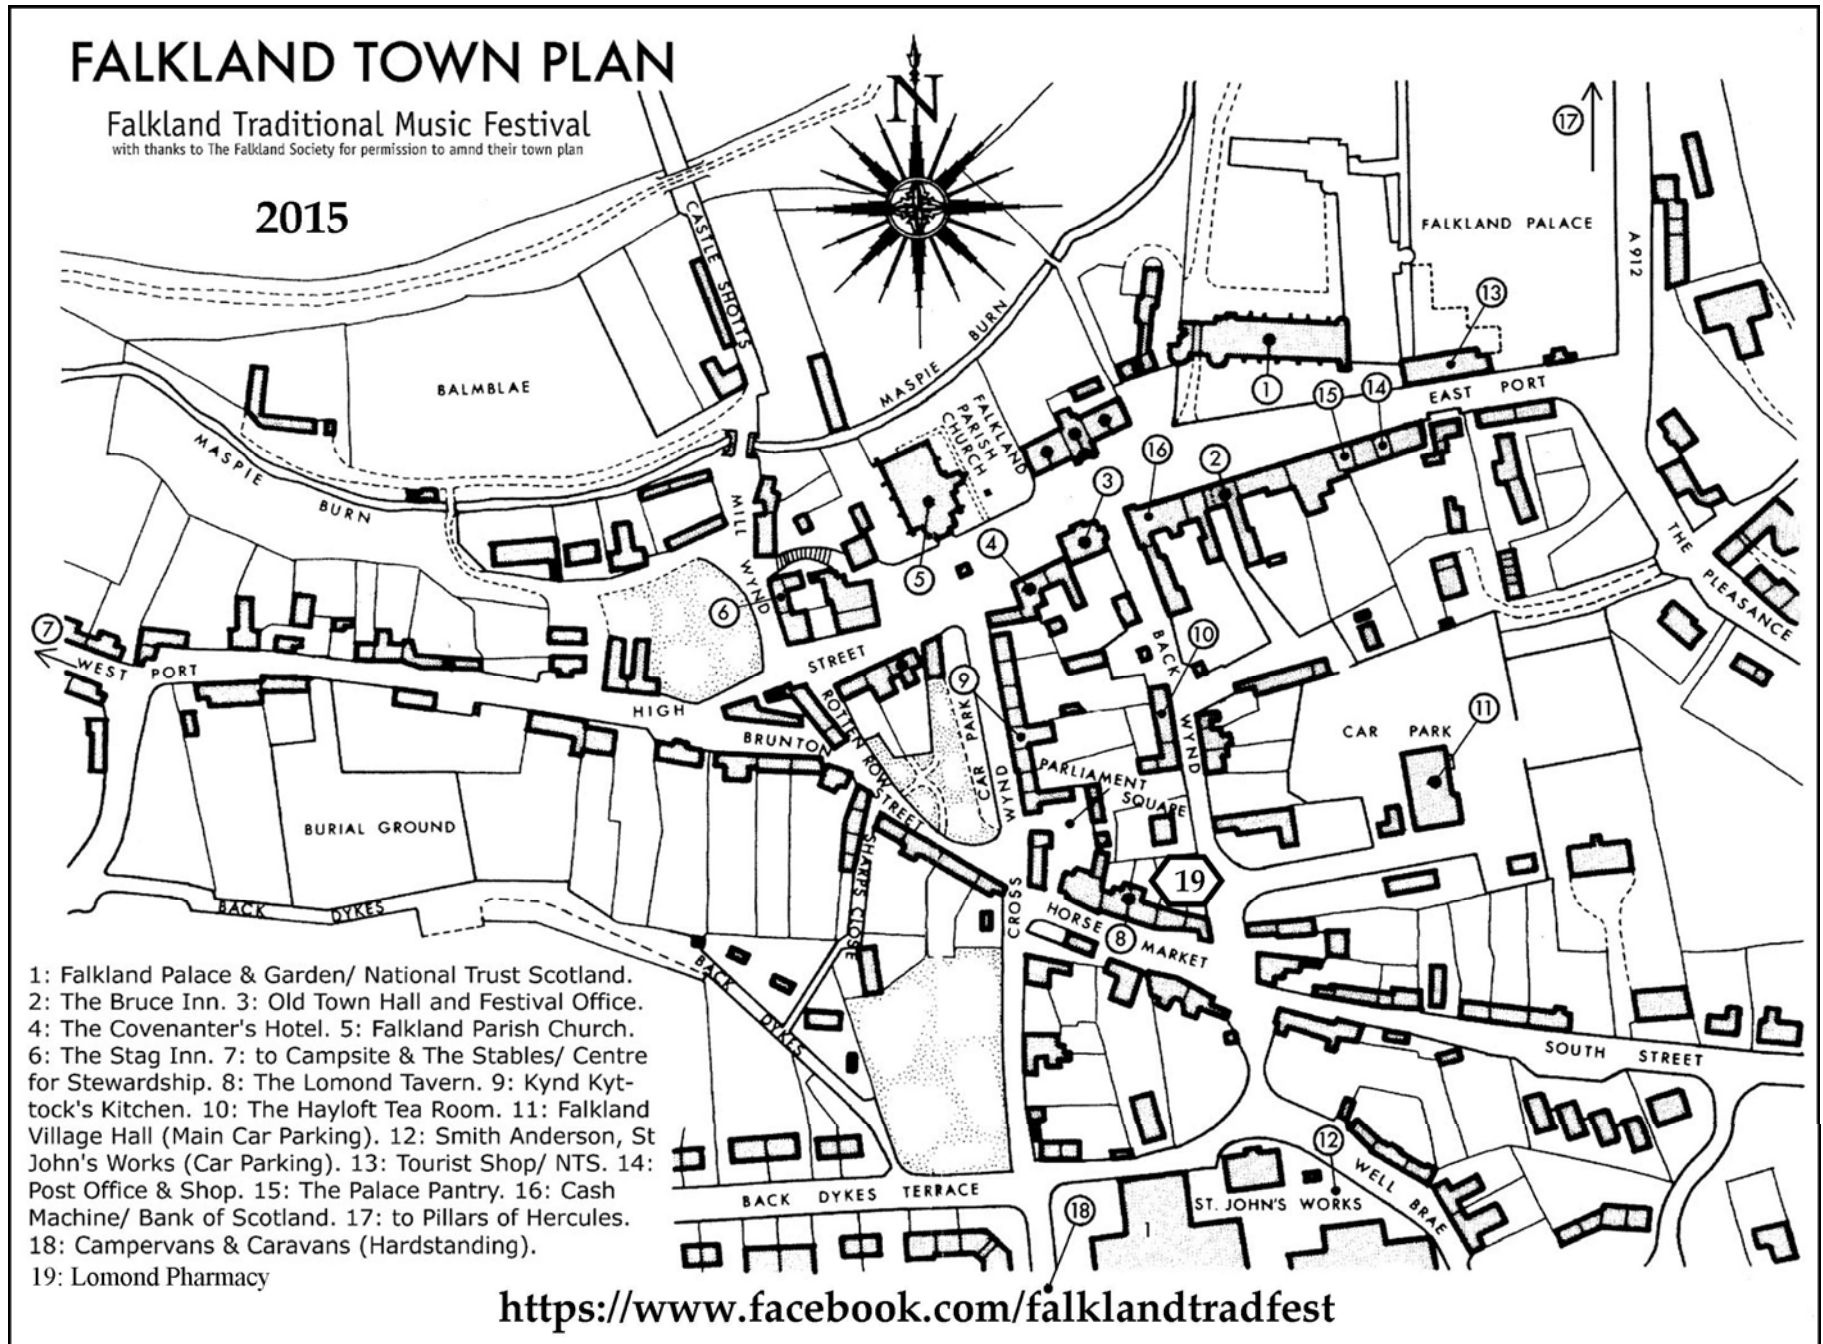 FALKLAND TOWN PLAN
Falkland Traditional Music Festival
with thanks to The Falkland Society for permission to amnd their town plan
2015
N
17
FALKLAND PALACE
A 912
CASTLE SHOTTS
13
BALMBLAE
MASPIE BURN
1
15
14
EAST PORT
FALKLAND
PARISH
CHURCH
MASPIE BURN
16
2
3
4
5
6
MILL WYND
THE PLEASANCE
7
WEST PORT
HIGH STREET
BACK WYND
10
9
ROTTEN ROW
CAR PARK
CROSS WYND
BRUNTON STREET
PARLIAMENT
SQUARE
CAR PARK
11
BURIAL GROUND
SHARPS CLOSE
19
HORSE MARKET
8
BACK DYKES
BACK DYKES
SOUTH STREET
12
WELL BRAE
ST. JOHN'S WORKS
BACK DYKES TERRACE
18
1: Falkland Palace & Garden/ National Trust Scotland.
2: The Bruce Inn. 3: Old Town Hall and Festival Office.
4: The Covenanter's Hotel. 5: Falkland Parish Church.
6: The Stag Inn. 7: to Campsite & The Stables/ Centre
for Stewardship. 8: The Lomond Tavern. 9: Kynd Kyt-
tock's Kitchen. 10: The Hayloft Tea Room. 11: Falkland
Village Hall (Main Car Parking). 12: Smith Anderson, St
John's Works (Car Parking). 13: Tourist Shop/ NTS. 14:
Post Office & Shop. 15: The Palace Pantry. 16: Cash
Machine/ Bank of Scotland. 17: to Pillars of Hercules.
18: Campervans & Caravans (Hardstanding).
19: Lomond Pharmacy
https://www.facebook.com/falklandtradfest